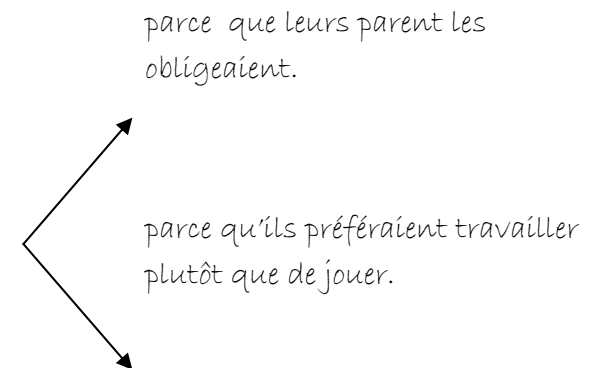 parce que leurs parent les
obligeaient.
parce qu'ils préféraient travailler
plutôt que de jouer.